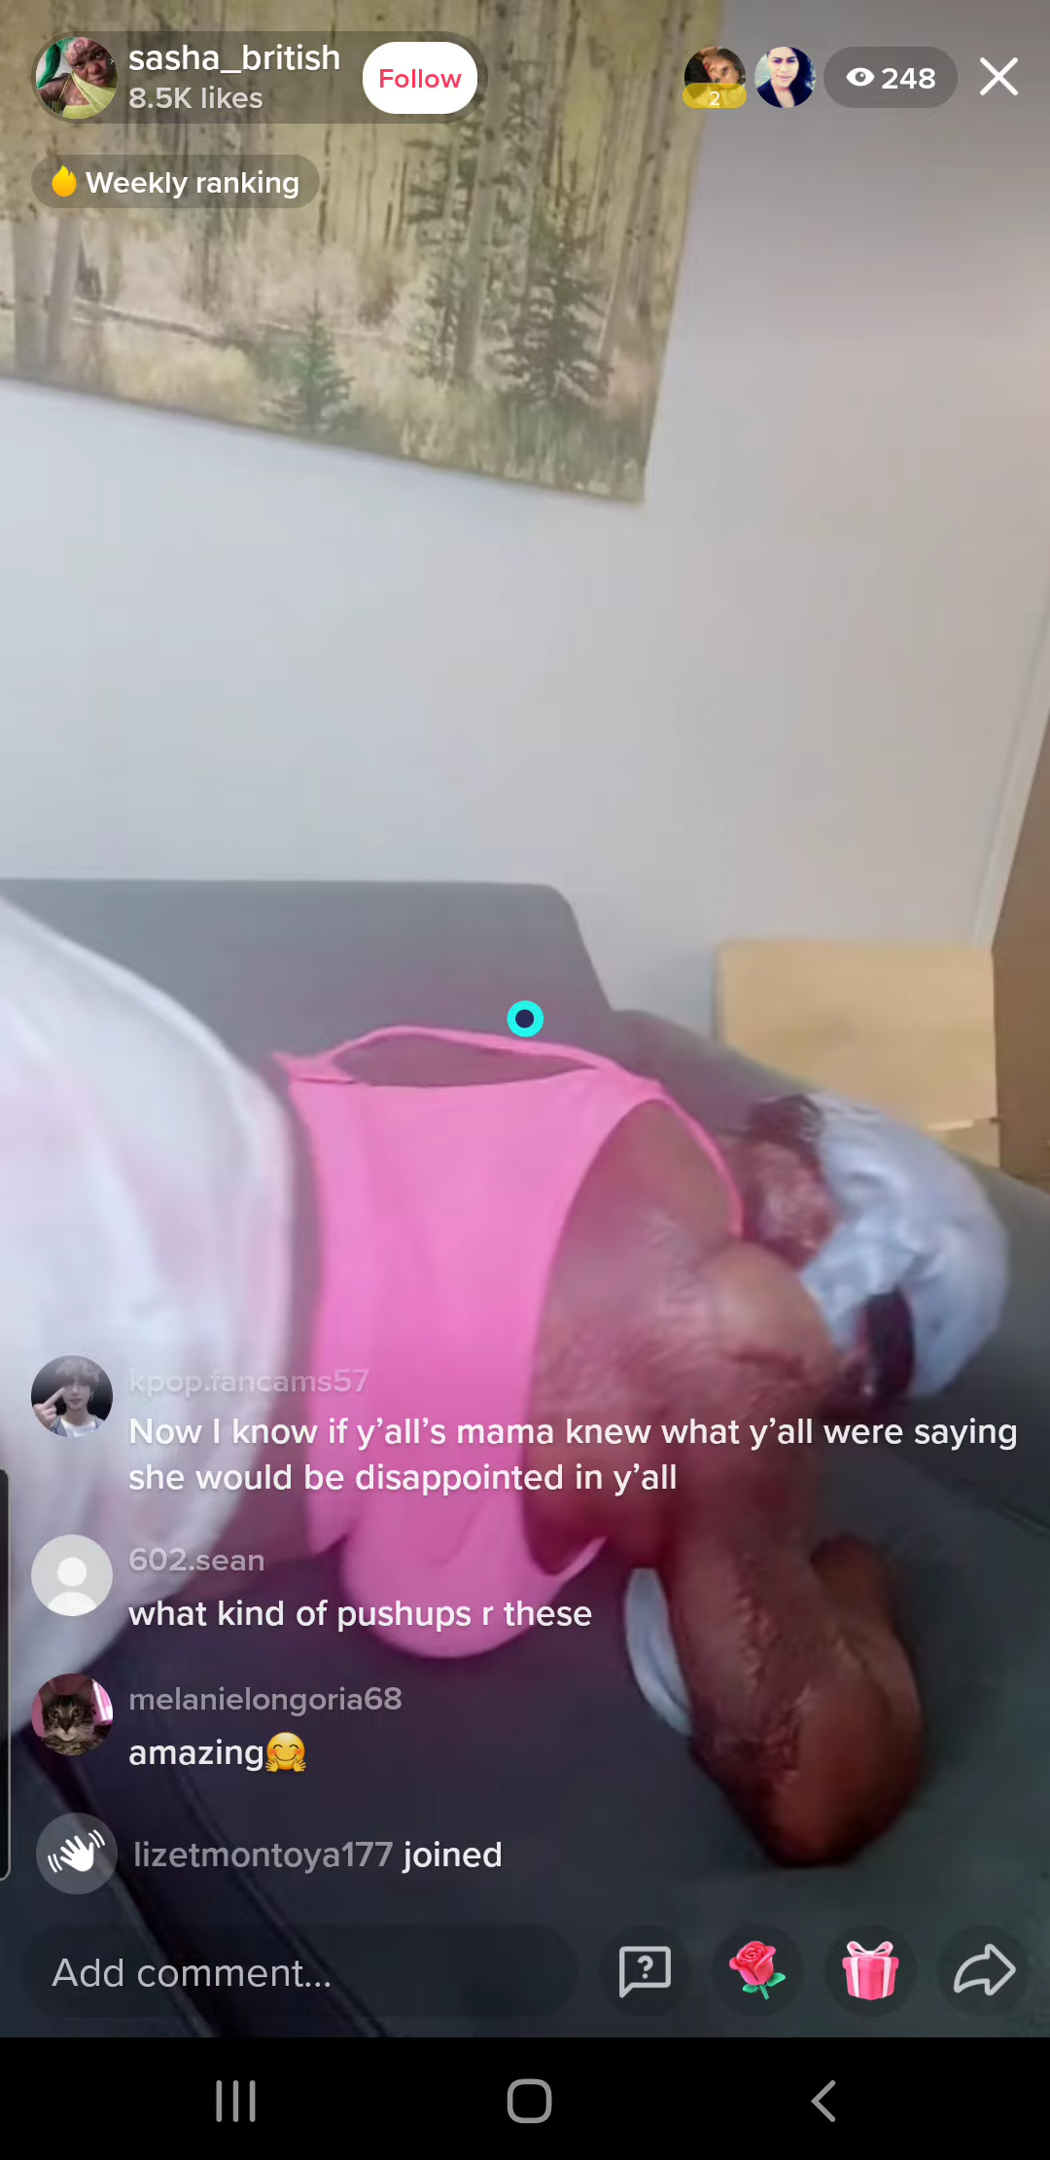 sasha_british
8.5K likes
Follow
2
248
Weekly ranking
kpop.fancams57
Now I know if y’all’s mama knew what y’all were saying
she would be disappointed in y’all
602.sean
what kind of pushups r these
melanielongoria68
amazing🤗
lizetmontoya177 joined
Add comment...
?